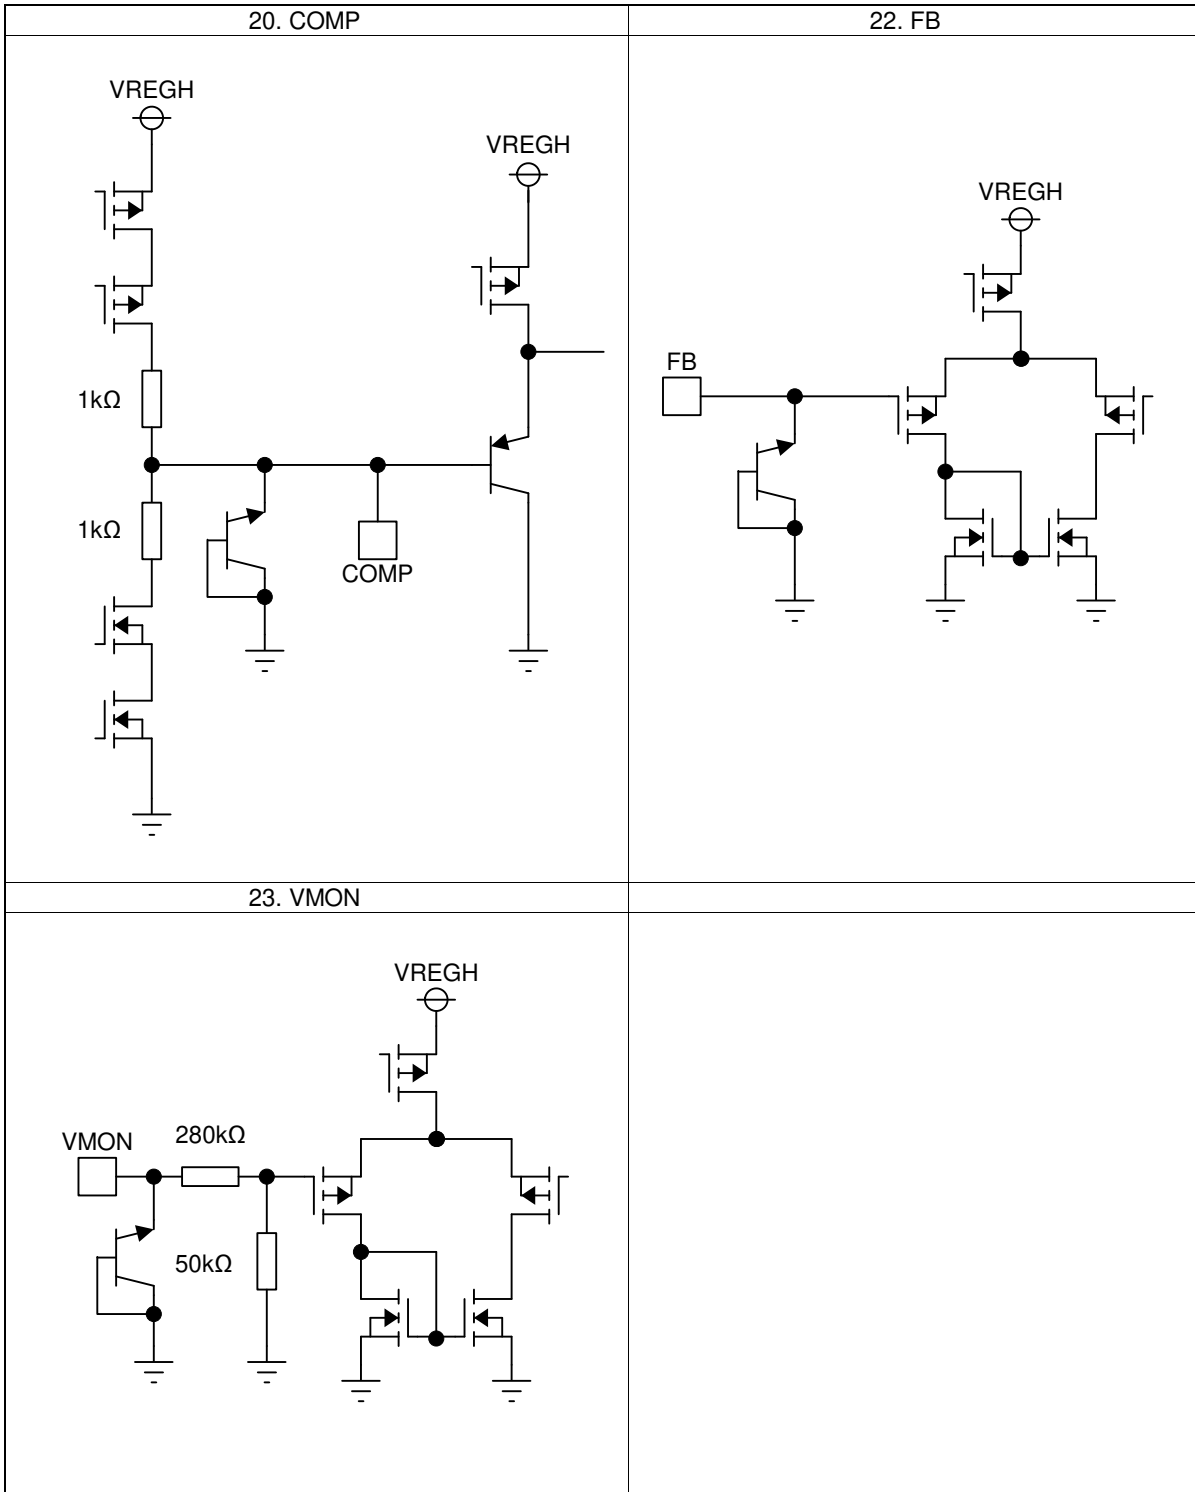 20. COMP
22. FB
VREGH
VREGH
1kΩ
1kΩ
COMP
VREGH
FB
23. VMON
VREGH
VMON
280kΩ
50kΩ